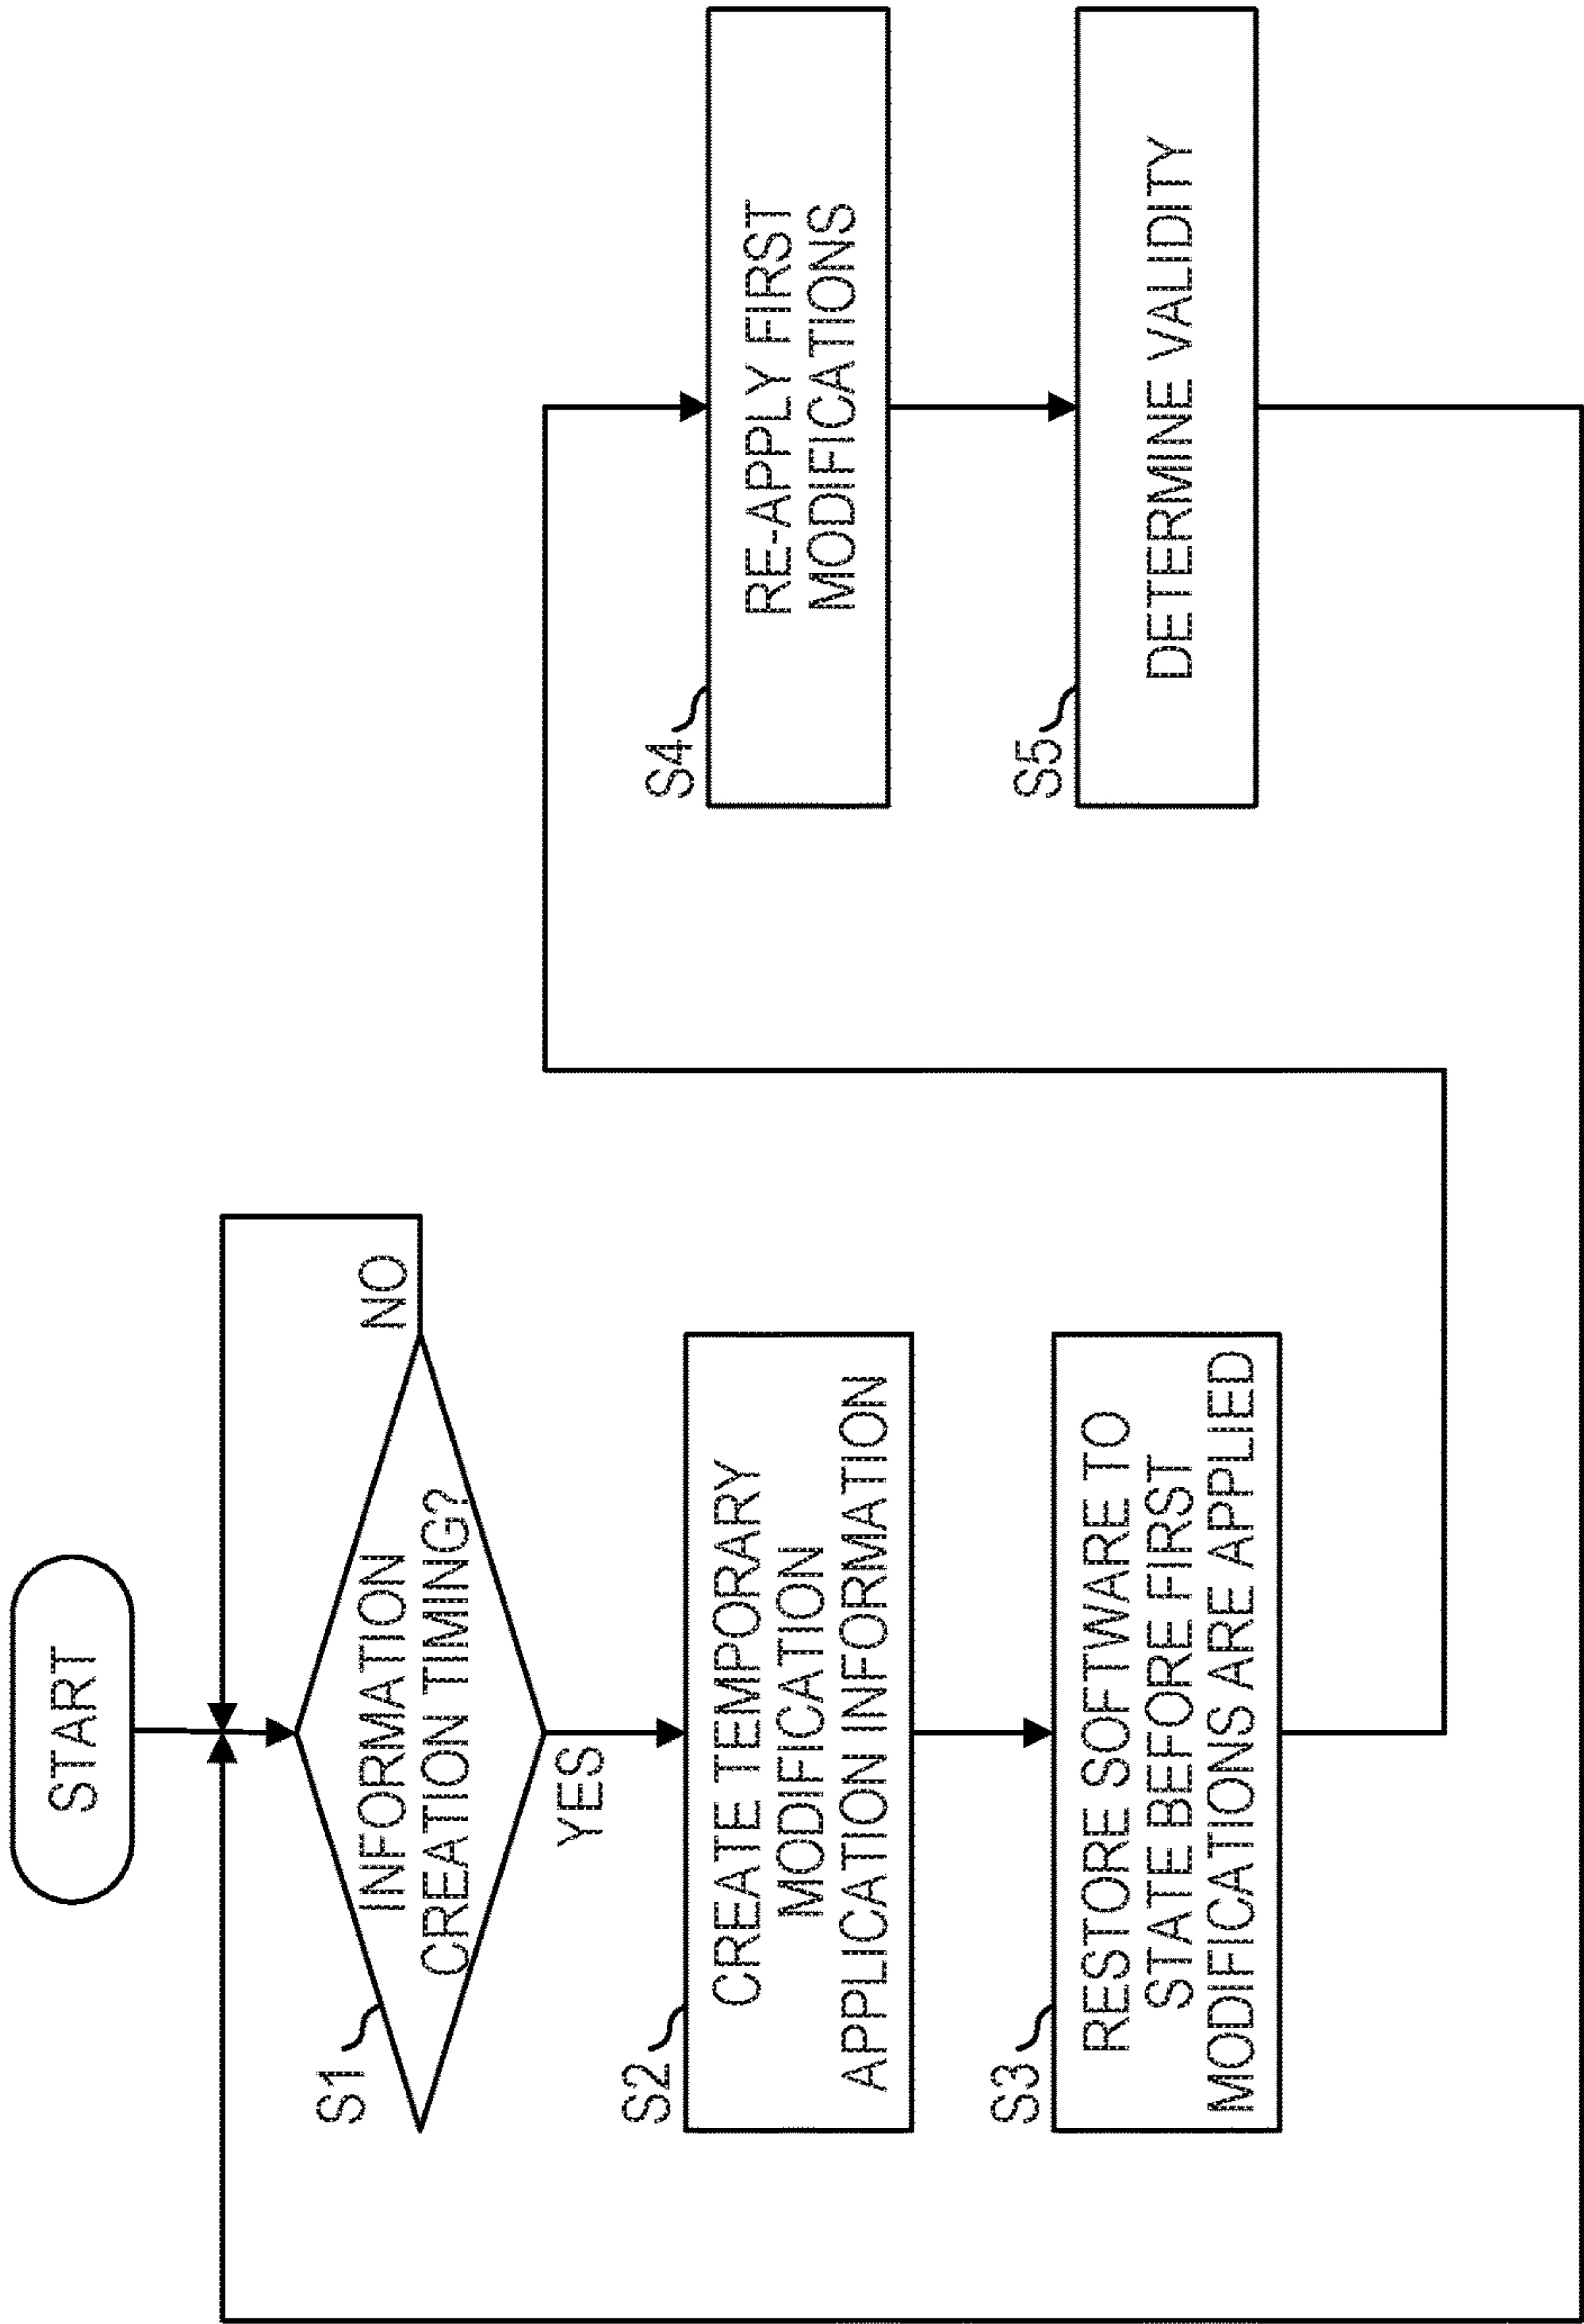 START
S1
INFORMATION
CREATION TIMING?
NO
YES
S2
CREATE TEMPORARY
MODIFICATION
APPLICATION INFORMATION
S3
RESTORE SOFTWARE TO
STATE BEFORE FIRST
MODIFICATIONS ARE APPLIED
S4
RE-APPLY FIRST
MODIFICATIONS
S5
DETERMINE VALIDITY